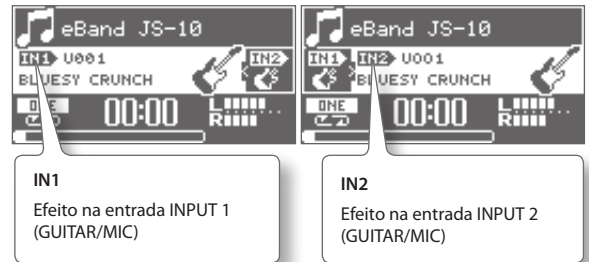 eBand JS-10
IN1 U001 IN2
BLUESY CRUNCH
ONE 00:00 L
R
IN1
Efeito na entrada INPUT 1
(GUITAR/MIC)
eBand JS-10
IN1 IN2 U001
BLUESY CRUNCH
ONE 00:00 L
R
IN2
Efeito na entrada INPUT 2
(GUITAR/MIC)